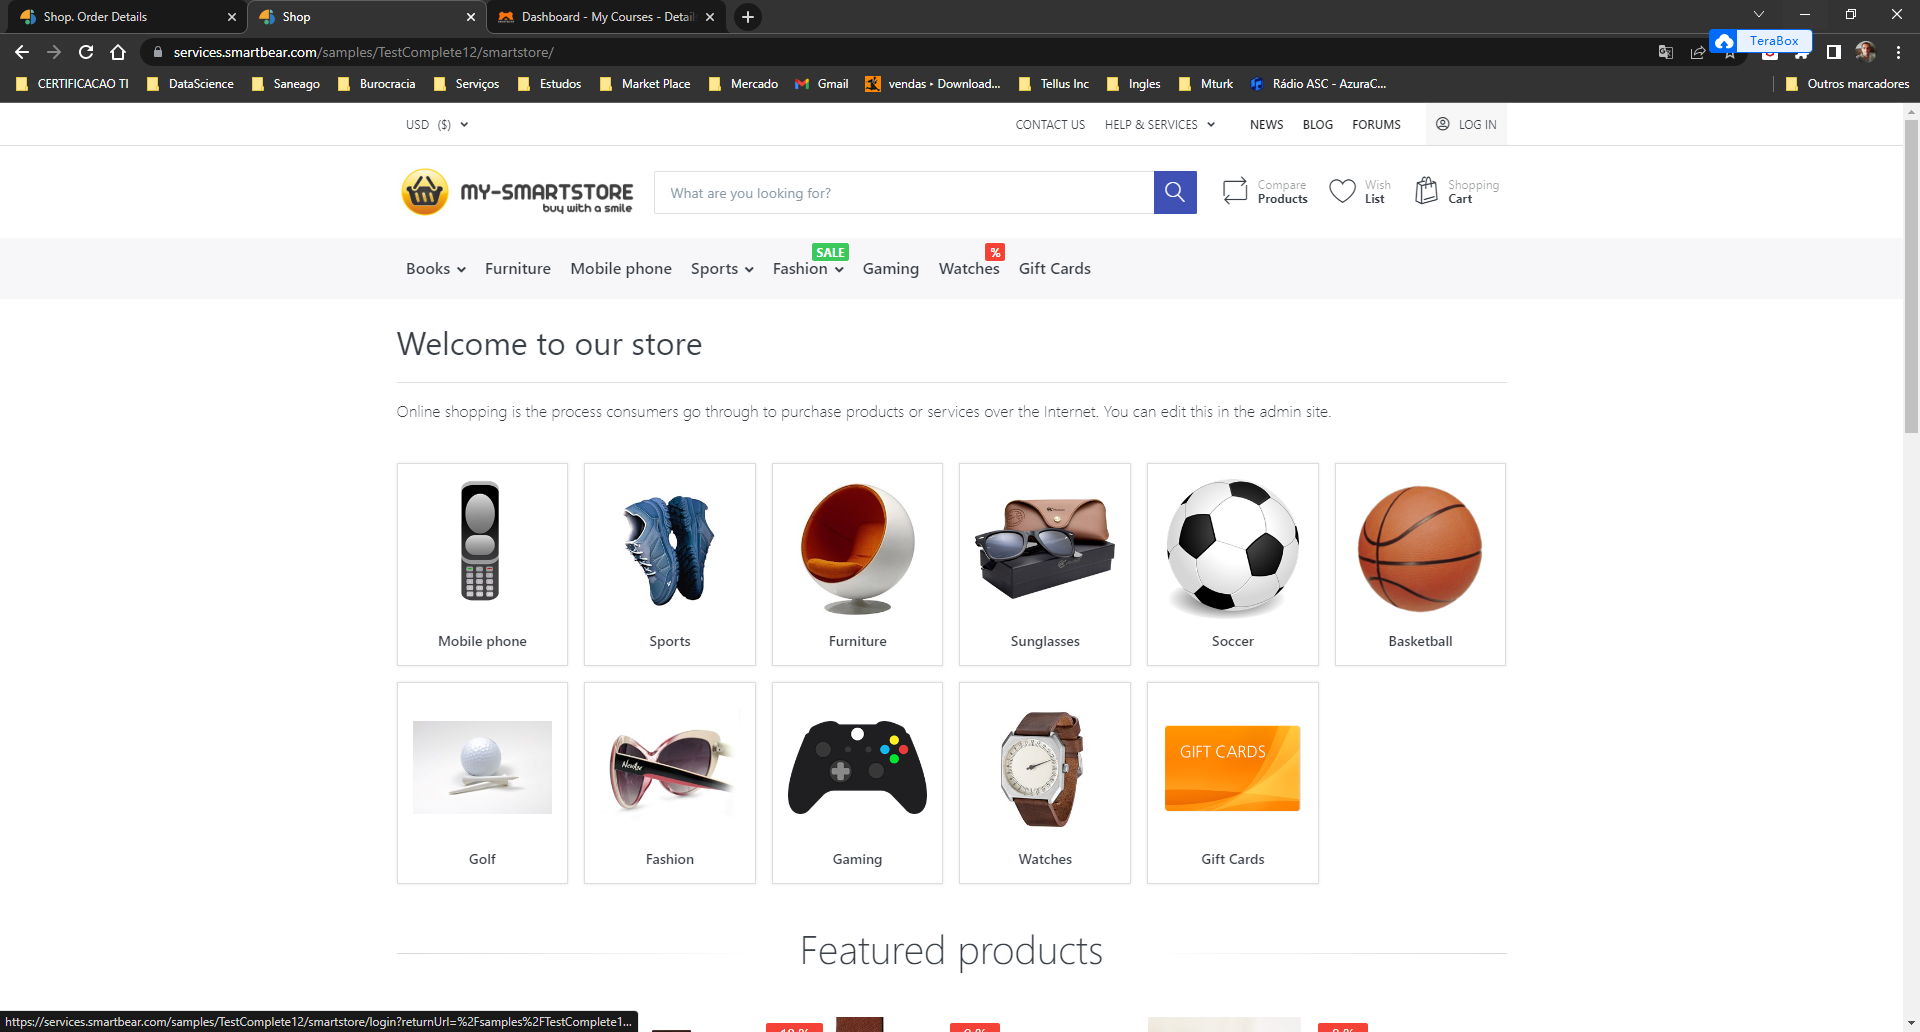 Shop. Order Details
Shop
Dashboard - My Courses - Detail
services.smartbear.com/samples/TestComplete12/smartstore/
TeraBox
CERTIFICACAO TI
DataScience
Saneago
Burocracia
Serviços
Estudos
Market Place
Mercado
Gmail
vendas ‣ Download...
Tellus Inc
Ingles
Mturk
Rádio ASC - AzuraC...
Outros marcadores
USD ($)
CONTACT US
HELP & SERVICES
NEWS
BLOG
FORUMS
LOG IN
MY-SMARTSTORE
buy with a smile
What are you looking for?
Compare
Products
Wish
List
Shopping
Cart
SALE
%
Books
Furniture
Mobile phone
Sports
Fashion
Gaming
Watches
Gift Cards
Welcome to our store
Online shopping is the process consumers go through to purchase products or services over the Internet. You can edit this in the admin site.
Mobile phone
Sports
Furniture
Sunglasses
Soccer
Basketball
GIFT CARDS
Golf
Fashion
Gaming
Watches
Gift Cards
Featured products
https://services.smartbear.com/samples/TestComplete12/smartstore/login?returnUrl=%2Fsamples%2FTestComplete1...